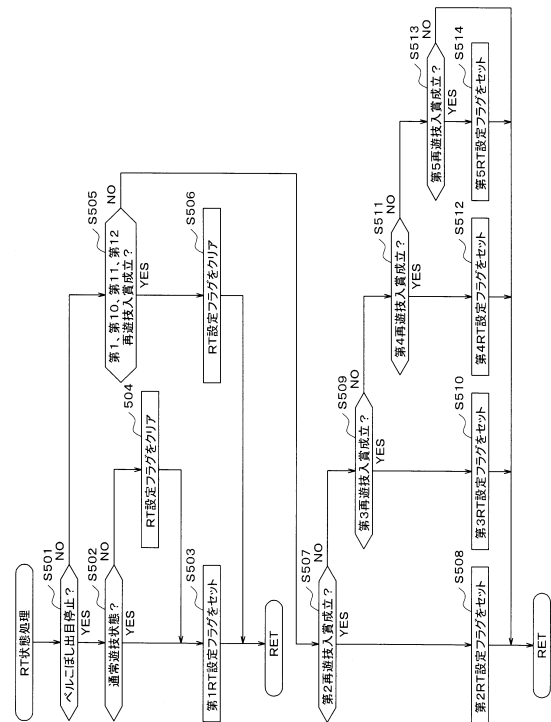 RT状態処理
S501
ベルこぼし出目停止？
NO
YES
S502
通常遊技状態？
NO
YES
504
RT設定フラグをクリア
S503
第1RT設定フラグをセット
RET
S505
第1、第10、第11、第12
再遊技入賞成立？
NO
YES
S506
RT設定フラグをクリア
S507
第2再遊技入賞成立？
NO
YES
S508
第2RT設定フラグをセット
S509
第3再遊技入賞成立？
NO
YES
S510
第3RT設定フラグをセット
S511
第4再遊技入賞成立？
NO
YES
S512
第4RT設定フラグをセット
S513
第5再遊技入賞成立？
NO
YES
S514
第5RT設定フラグをセット
RET